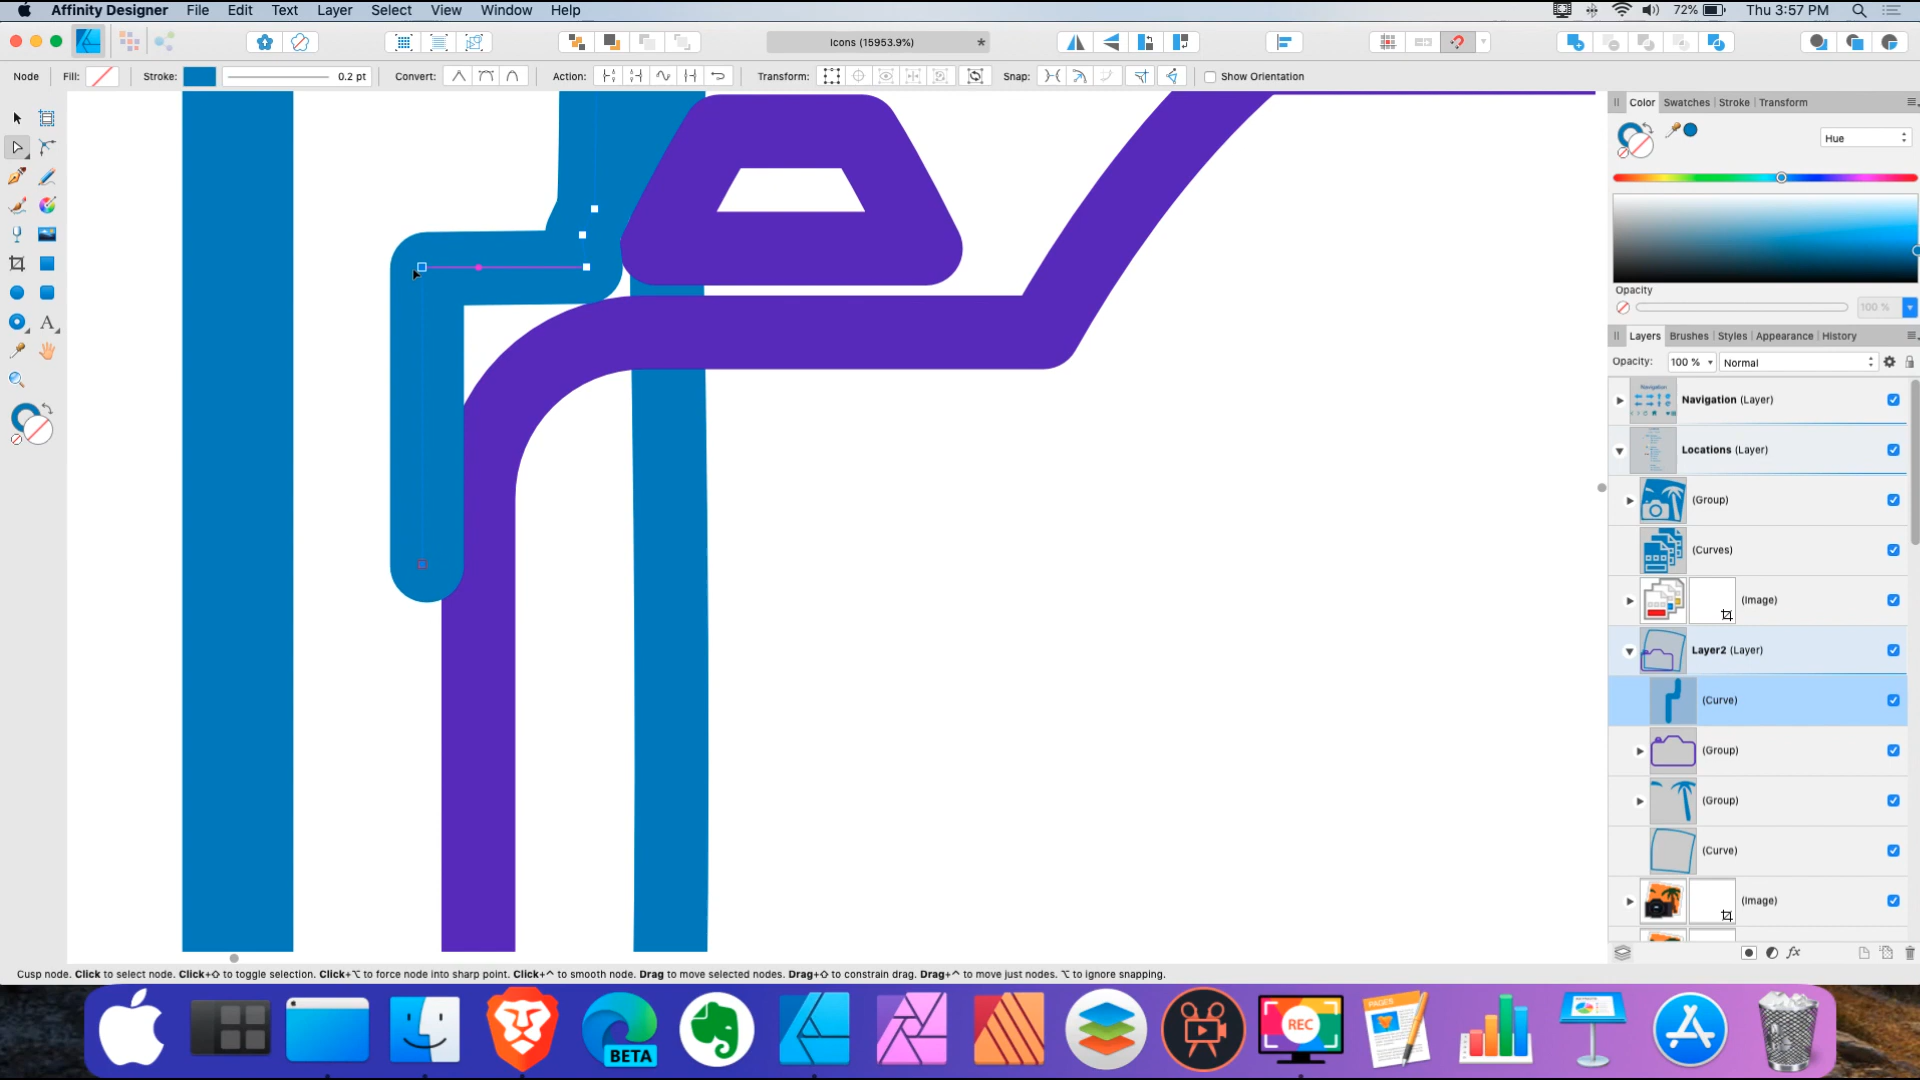 Affinity Designer File Edit Text Layer Select View Window Help 72% Thu 3:57 PM
Icons (15953.9%) *
Node Fill: Stroke: 0.2 pt Convert: Action: Transform: Snap: Show Orientation
Color Swatches Stroke Transform
Hue
Opacity
100 %
Layers Brushes Styles Appearance History
Opacity: 100 % Normal
Navigation (Layer)
Locations (Layer)
(Group)
(Curves)
(Image)
Layer2 (Layer)
(Curve)
(Group)
(Group)
(Curve)
(Image)
fx
Cusp node. Click to select node. Click+⇧ to toggle selection. Click+⌥ to force node into sharp point. Click+⌃ to smooth node. Drag to move selected nodes. Drag+⇧ to constrain drag. Drag+⌃ to move just nodes. ⌥ to ignore snapping.
BETA
REC
PAGES